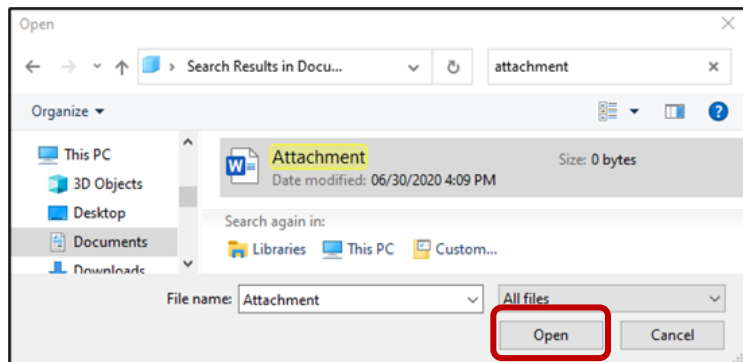 Open
Search Results in Docu...
attachment
Organize
This PC
3D Objects
Desktop
Documents
Downloads
Attachment
Size: 0 bytes
Date modified: 06/30/2020 4:09 PM
Search again in:
Libraries This PC Custom...
File name: Attachment
All files
Open Cancel